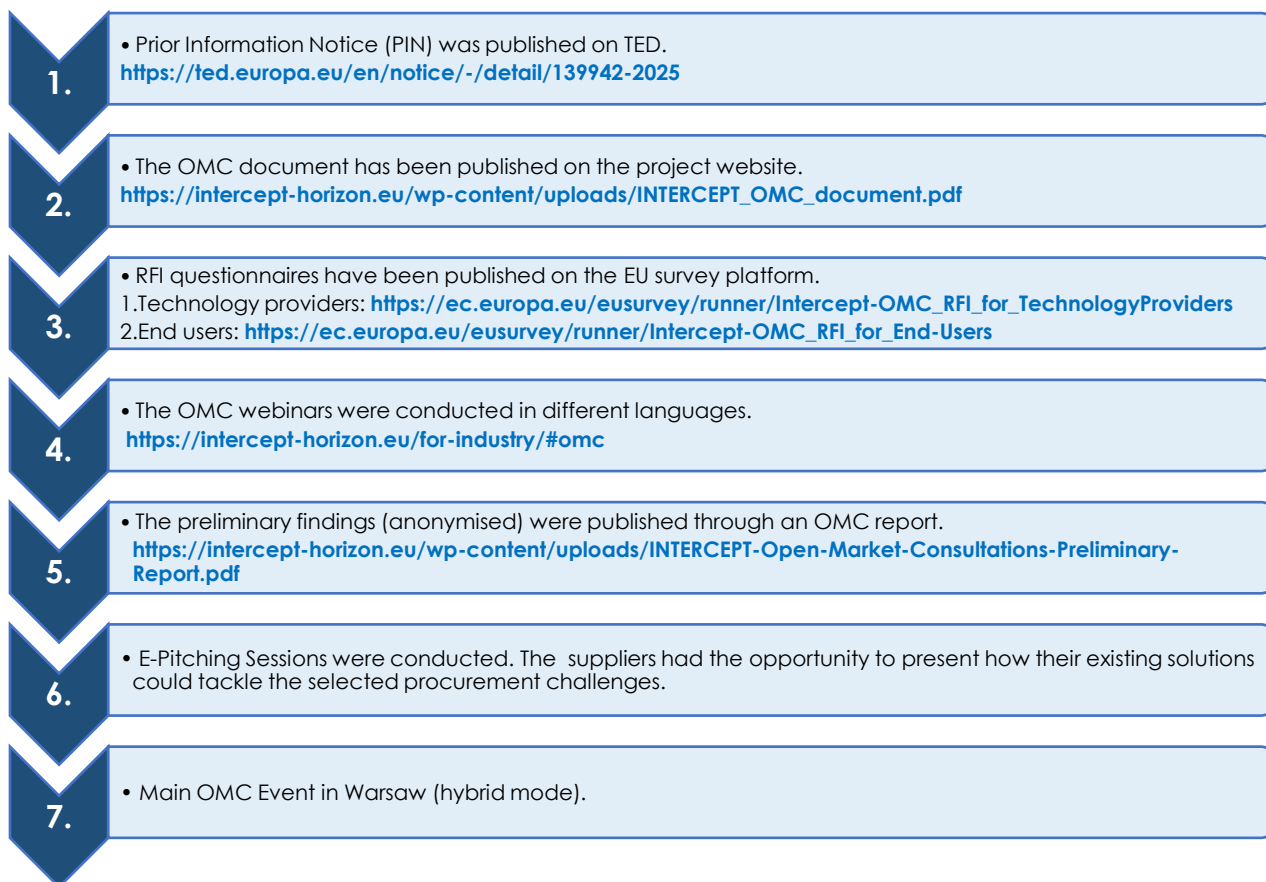 1.
• Prior Information Notice (PIN) was published on TED.
https://ted.europa.eu/en/notice/-/detail/139942-2025
2.
• The OMC document has been published on the project website.
https://intercept-horizon.eu/wp-content/uploads/INTERCEPT_OMC_document.pdf
3.
• RFI questionnaires have been published on the EU survey platform.
1.Technology providers: https://ec.europa.eu/eusurvey/runner/Intercept-OMC_RFI_for_TechnologyProviders
2.End users: https://ec.europa.eu/eusurvey/runner/Intercept-OMC_RFI_for_End-Users
4.
• The OMC webinars were conducted in different languages.
https://intercept-horizon.eu/for-industry/#omc
5.
• The preliminary findings (anonymised) were published through an OMC report.
https://intercept-horizon.eu/wp-content/uploads/INTERCEPT-Open-Market-Consultations-Preliminary-
Report.pdf
6.
• E-Pitching Sessions were conducted. The suppliers had the opportunity to present how their existing solutions
could tackle the selected procurement challenges.
7.
• Main OMC Event in Warsaw (hybrid mode).